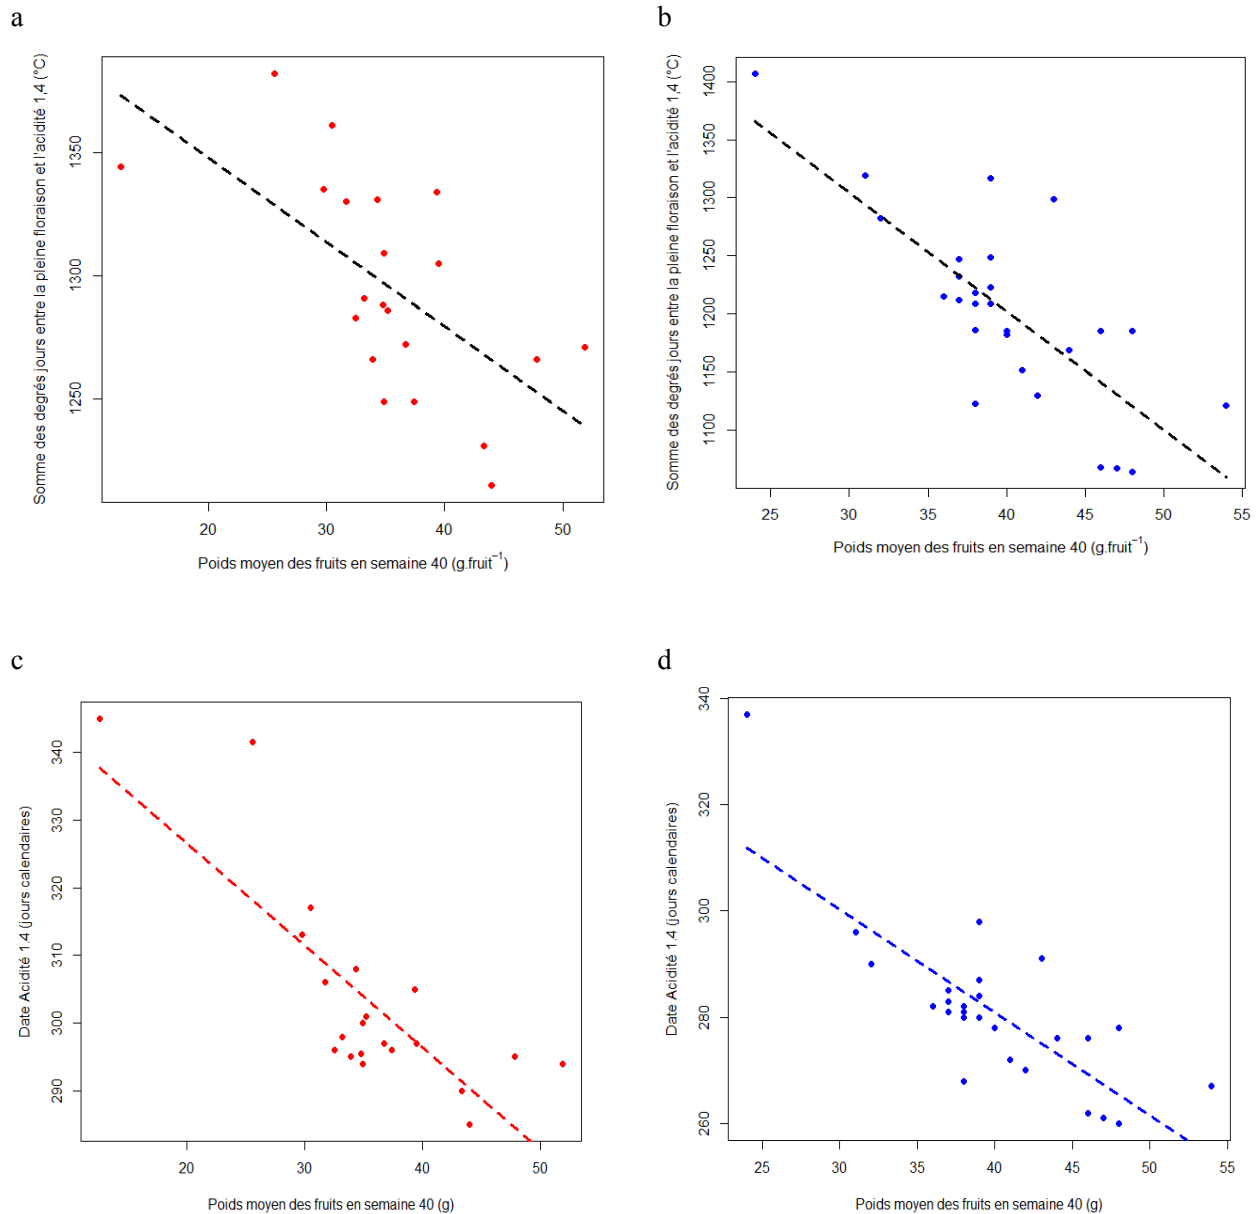 a
Somme des degrés jours entre la pleine floraison et l'acidité 1,4 (°C)
1350
1300
1250
20 30 40 50
Poids moyen des fruits en semaine 40 (g.fruit⁻¹)
b
Somme des degrés jours entre la pleine floraison et l'acidité 1,4 (°C)
1400
1350
1300
1250
1200
1150
1100
25 30 35 40 45 50 55
Poids moyen des fruits en semaine 40 (g.fruit⁻¹)
c
Date Acidité 1.4 (jours calendaires)
340
330
320
310
300
290
20 30 40 50
Poids moyen des fruits en semaine 40 (g)
d
Date Acidité 1.4 (jours calendaires)
340
320
300
280
260
25 30 35 40 45 50 55
Poids moyen des fruits en semaine 40 (g)